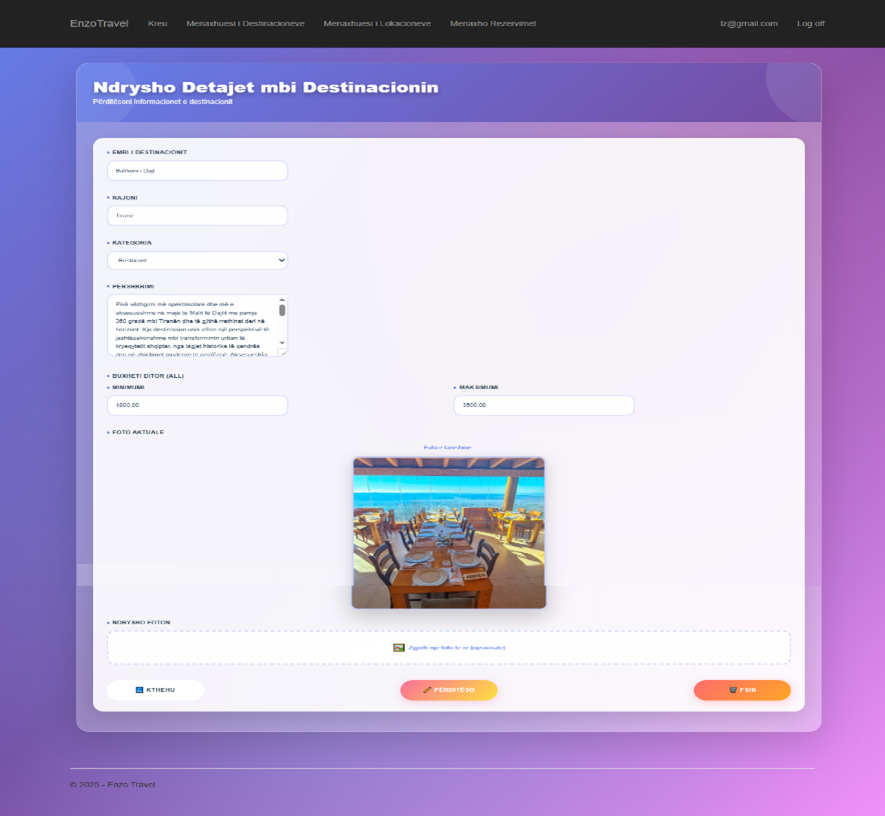 EnzoTravel Kreu Menaxhuesi i Destinacioneve Menaxhuesi i Lokacioneve Menaxho Rezervimet lz@gmail.com Log off
Ndrysho Detajet mbi Destinacionin
Përditësoni informacionet e destinacionit
EMRI I DESTINACIONIT
Ballkoni i Dajt
RAJONI
Tiranë
KATEGORIA
Restorant
PËRSHKRIMI
Pikë vëzhgimi më spektakolare dhe më e
aksesueshme në majë të Malit të Dajtit me pamje
360 gradë mbi Tiranën dhe të gjithë rrethinat deri në
horizont. Kjo destinacion unik ofron një perspektivë të
jashtëzakonshme mbi transformimin urban të
kryeqytetit shqiptar, nga lagjet historike të qendrës
deri në zhvillimet moderne të periferisë. Aksesueshia
BUXHETI DITOR (ALL)
MINIMUMI MAKSIMUMI
1800.00 3500.00
FOTO AKTUALE
Foto e tanishme
NDRYSHO FOTON
Zgjidh një foto të re (opsionale)
KTHEHU PËRDITËSO FSHI
© 2025 - Enzo Travel